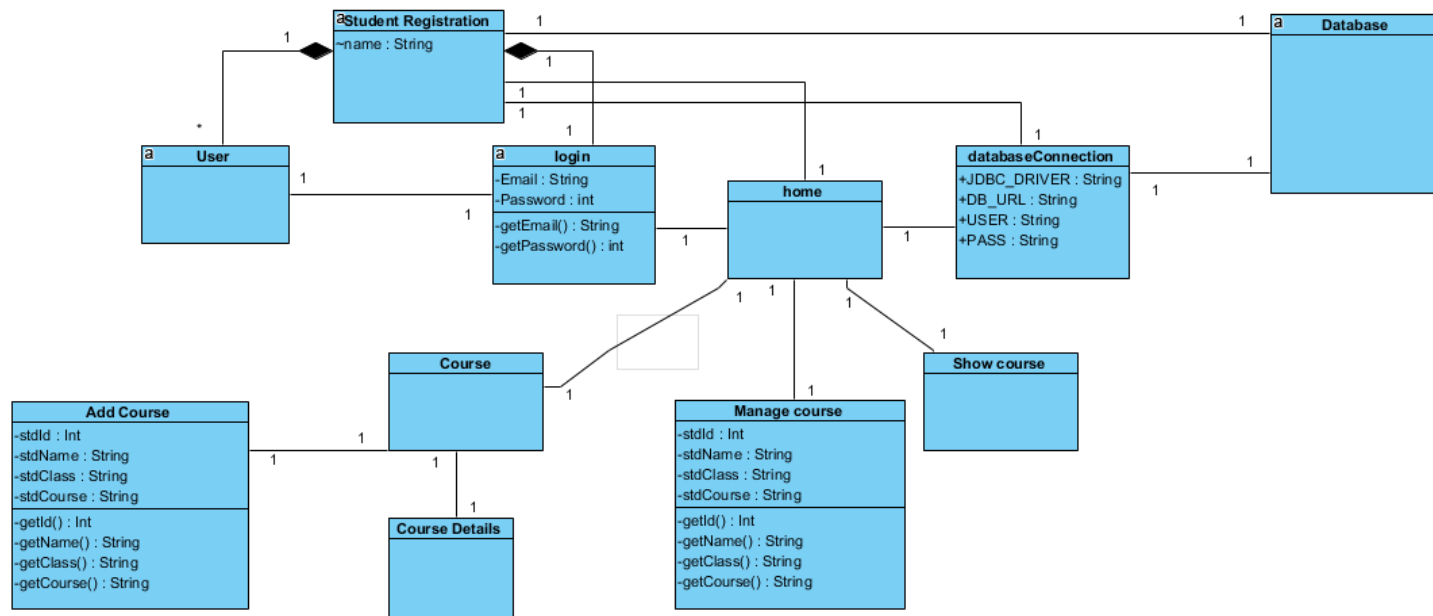 a
Student Registration
~name : String
1
1
1
1
1
1
1
a
Database
*
1
1
a
User
1
1
a
login
-Email : String
-Password : int
-getEmail() : String
-getPassword() : int
1
1
home
1
databaseConnection
+JDBC_DRIVER : String
+DB_URL : String
+USER : String
+PASS : String
1
1
1
1
1
1
1
Course
1
Show course
Add Course
-stdId : Int
-stdName : String
-stdClass : String
-stdCourse : String
-getId() : Int
-getName() : String
-getClass() : String
-getCourse() : String
1
1
1
1
Course Details
1
Manage course
-stdId : Int
-stdName : String
-stdClass : String
-stdCourse : String
-getId() : Int
-getName() : String
-getClass() : String
-getCourse() : String